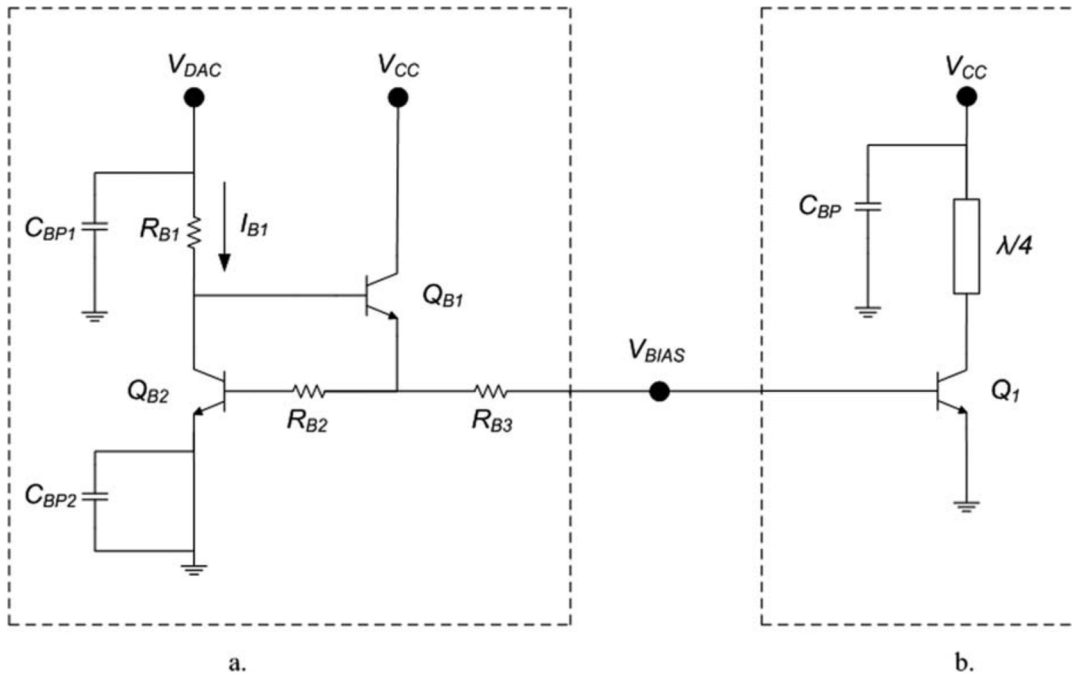 V_DAC
V_CC
C_BP1
R_B1
I_B1
Q_B1
Q_B2
R_B2
R_B3
C_BP2
V_BIAS
V_CC
C_BP
λ/4
Q_1
a.
b.